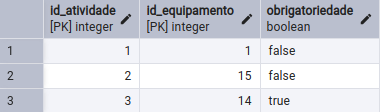 id_atividade id_equipamento obrigatoriedade
[PK] integer [PK] integer boolean
1 1 1 false
2 2 15 false
3 3 14 true